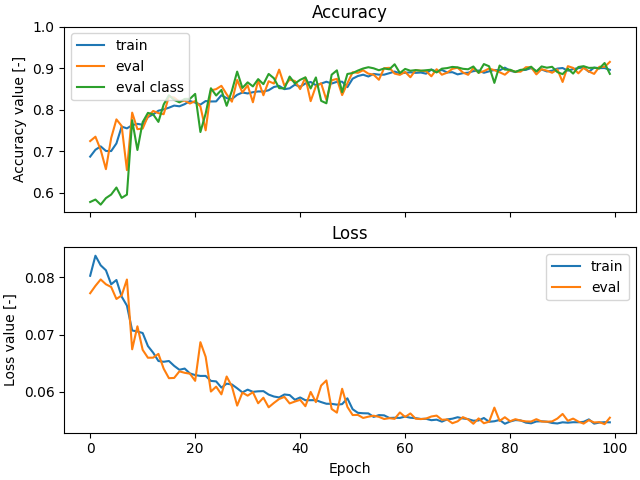 Accuracy
Accuracy value [-]
1.0
0.9
0.8
0.7
0.6
train
eval
eval class
Loss
Loss value [-]
0.08
0.07
0.06
train
eval
0 20 40 60 80 100
Epoch